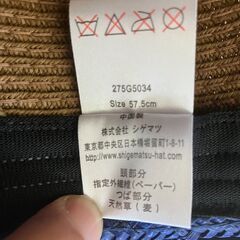 275G5034
Size 57.5cm
中国製
株式会社 シゲマツ
東京都中央区日本橋堀留町1-8-11
http://www.shigematsu-hat.com
頭部分
指定外繊維(ペーパー)
つば部分
天然草(麦)